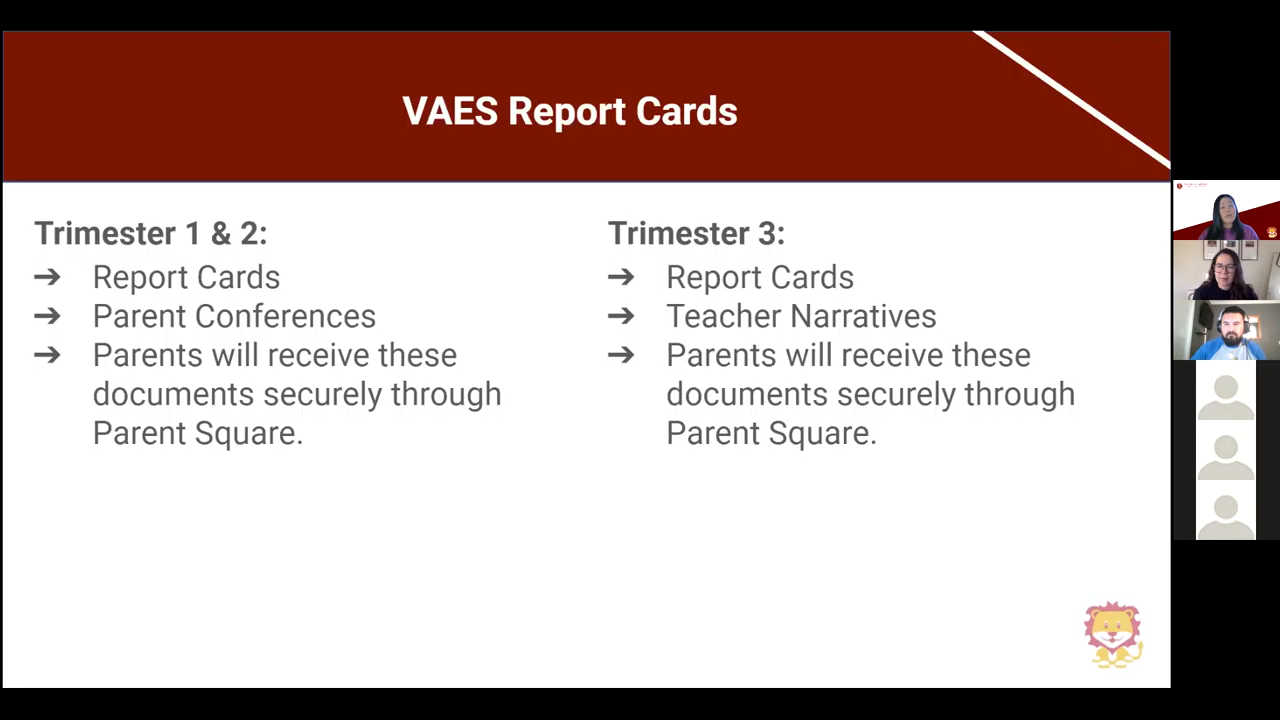 VAES Report Cards
Trimester 1 & 2:
➔ Report Cards
➔ Parent Conferences
➔ Parents will receive these
documents securely through
Parent Square.
Trimester 3:
➔ Report Cards
➔ Teacher Narratives
➔ Parents will receive these
documents securely through
Parent Square.